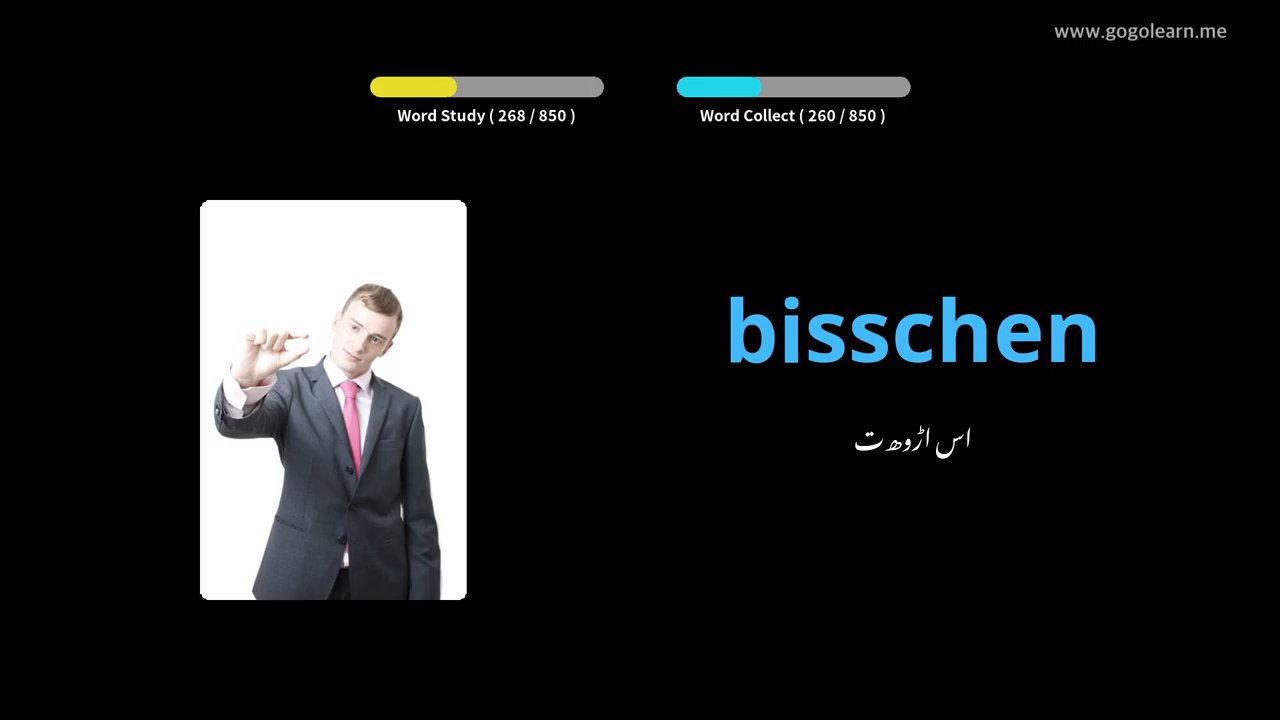 www.gogolearn.me
Word Study ( 268 / 850 )
Word Collect ( 260 / 850 )
bisschen
اس اڑوھ ت